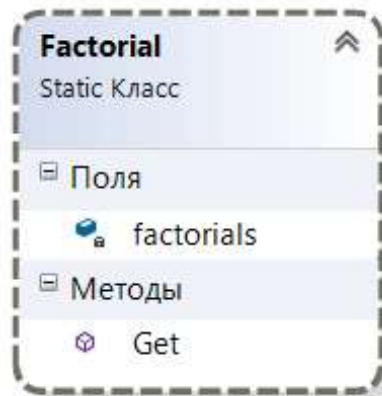 Factorial
Static Класс
Поля
factorials
Методы
Get